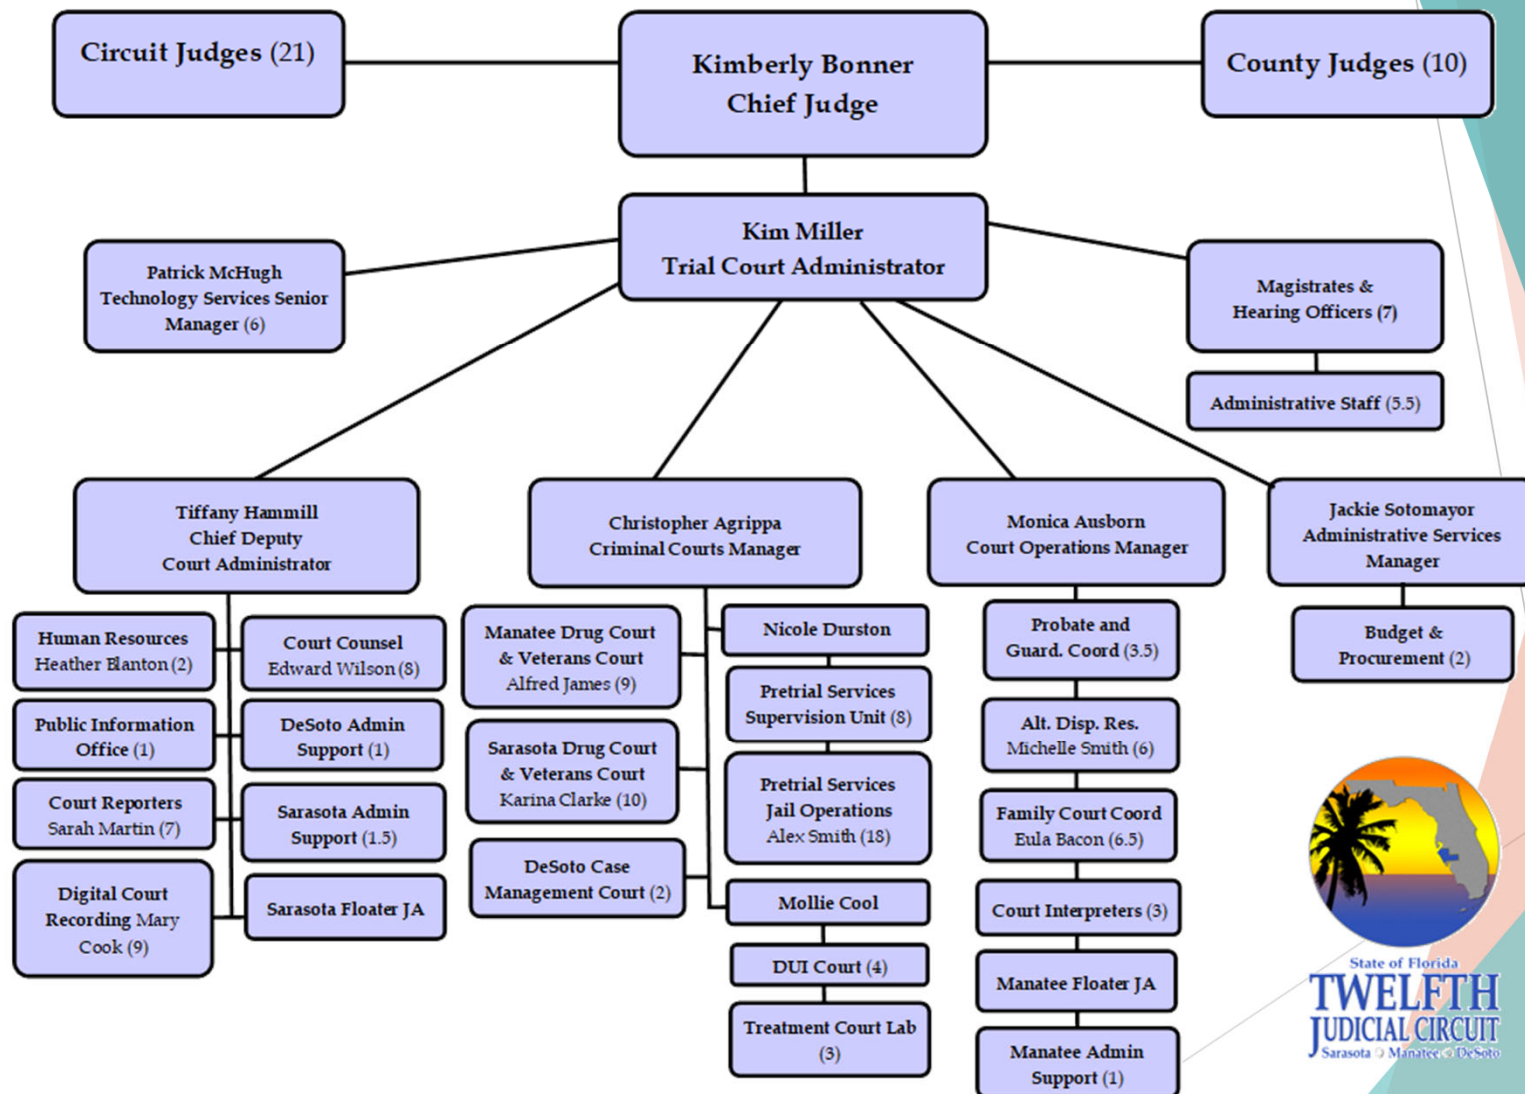 Circuit Judges (21)
Kimberly Bonner
Chief Judge
County Judges (10)
Kim Miller
Trial Court Administrator
Patrick McHugh
Technology Services Senior
Manager (6)
Magistrates &
Hearing Officers (7)
Administrative Staff (5.5)
Tiffany Hammill
Chief Deputy
Court Administrator
Human Resources
Heather Blanton (2)
Court Counsel
Edward Wilson (8)
Public Information
Office (1)
DeSoto Admin
Support (1)
Court Reporters
Sarah Martin (7)
Sarasota Admin
Support (1.5)
Digital Court
Recording Mary
Cook (9)
Sarasota Floater JA
Christopher Agrippa
Criminal Courts Manager
Manatee Drug Court
& Veterans Court
Alfred James (9)
Sarasota Drug Court
& Veterans Court
Karina Clarke (10)
DeSoto Case
Management Court (2)
Nicole Durston
Pretrial Services
Supervision Unit (8)
Pretrial Services
Jail Operations
Alex Smith (18)
Mollie Cool
DUI Court (4)
Treatment Court Lab
(3)
Monica Ausborn
Court Operations Manager
Probate and
Guard. Coord (3.5)
Alt. Disp. Res.
Michelle Smith (6)
Family Court Coord
Eula Bacon (6.5)
Court Interpreters (3)
Manatee Floater JA
Manatee Admin
Support (1)
Jackie Sotomayor
Administrative Services
Manager
Budget &
Procurement (2)
State of Florida
TWELFTH
JUDICIAL CIRCUIT
Sarasota Manatee DeSoto